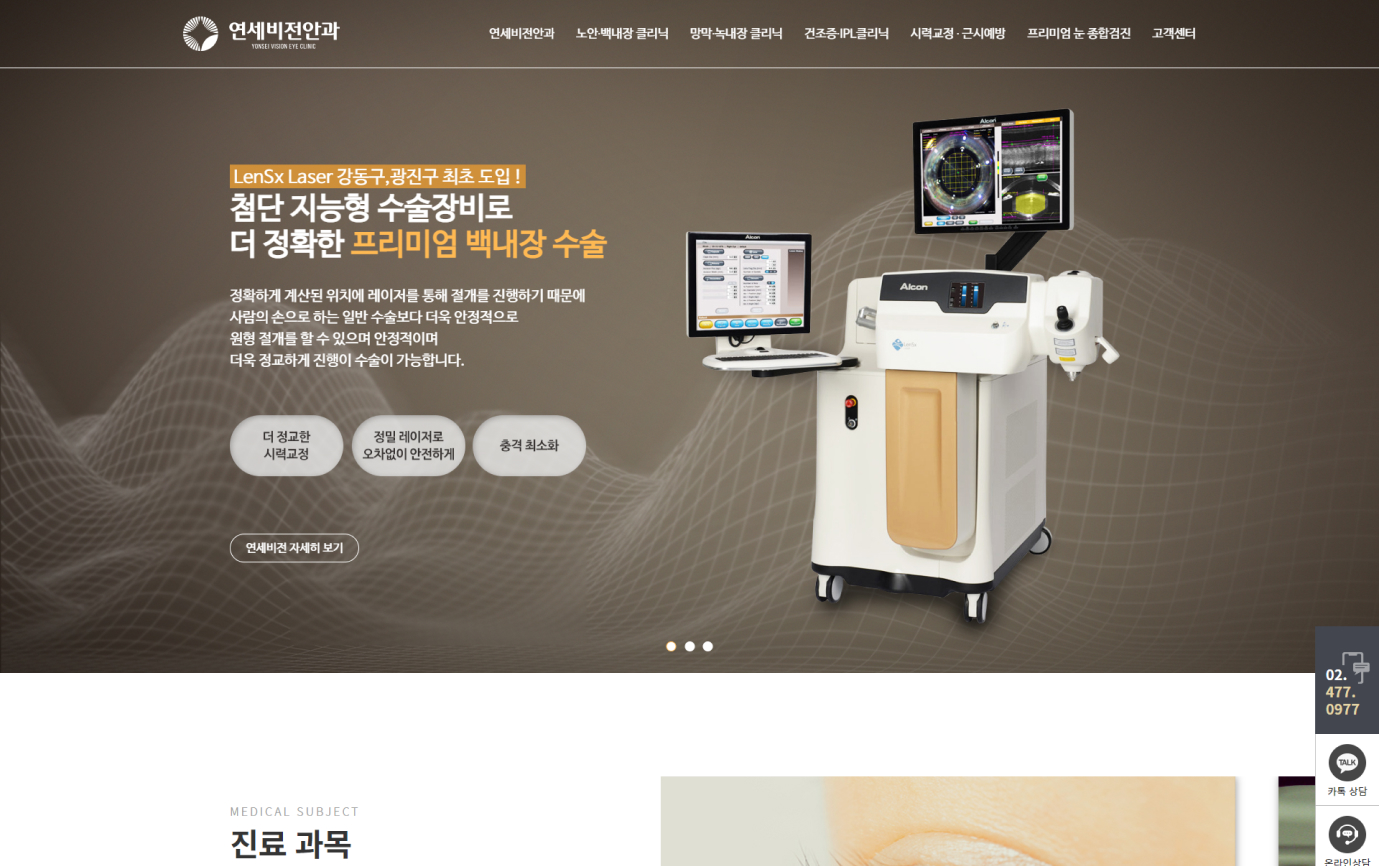 연세비전안과
YONSEI VISION EYE CLINIC
연세비전안과
노안·백내장 클리닉
망막·녹내장 클리닉
건조증·IPL클리닉
시력교정 · 근시예방
프리미엄 눈 종합검진
고객센터
LenSx Laser 강동구,광진구 최초 도입 !
첨단 지능형 수술장비로
더 정확한 프리미엄 백내장 수술
정확하게 계산된 위치에 레이저를 통해 절개를 진행하기 때문에
사람의 손으로 하는 일반 수술보다 더욱 안정적으로
원형 절개를 할 수 있으며 안정적이며
더욱 정교하게 진행이 수술이 가능합니다.
더 정교한
시력교정
정밀 레이저로
오차없이 안전하게
충격 최소화
연세비전 자세히 보기
Alcon
Alcon
Alcon
02.
477.
0977
TALK
카톡 상담
온라인상담
MEDICAL SUBJECT
진료 과목